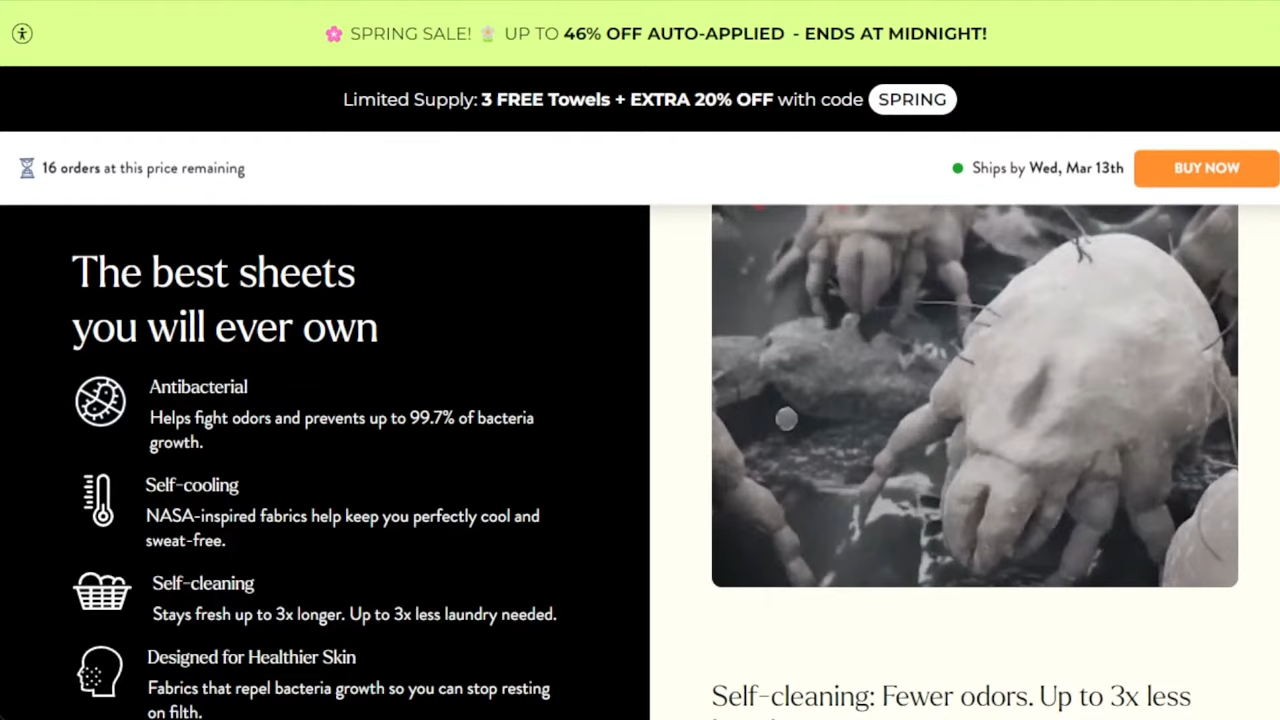 🌸 SPRING SALE! 🌼 UP TO 46% OFF AUTO-APPLIED - ENDS AT MIDNIGHT!
Limited Supply: 3 FREE Towels + EXTRA 20% OFF with code SPRING
16 orders at this price remaining
Ships by Wed, Mar 13th
BUY NOW
The best sheets
you will ever own
Antibacterial
Helps fight odors and prevents up to 99.7% of bacteria
growth.
Self-cooling
NASA-inspired fabrics help keep you perfectly cool and
sweat-free.
Self-cleaning
Stays fresh up to 3x longer. Up to 3x less laundry needed.
Designed for Healthier Skin
Fabrics that repel bacteria growth so you can stop resting
on filth.
Self-cleaning: Fewer odors. Up to 3x less